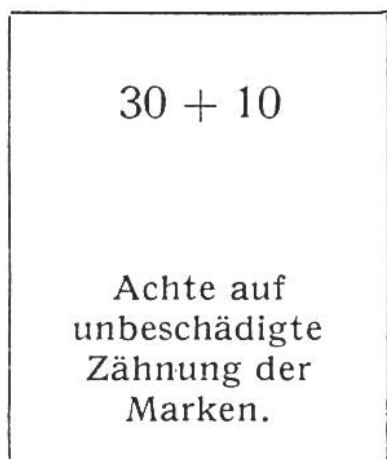 30 + 10
Achte auf
unbeschädigte
Zähnung der
Marken.